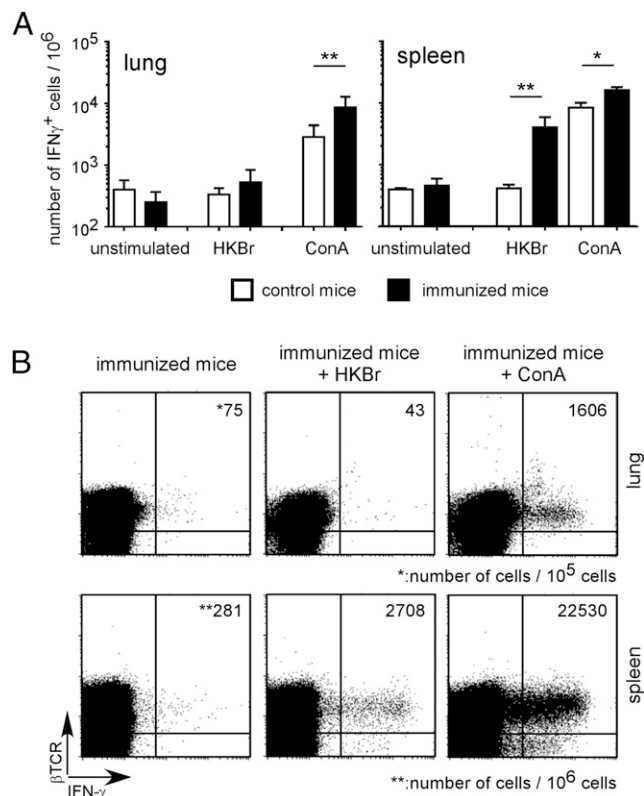 A
number of IFNγ+ cells / 10^6
10^5
10^4
10^3
10^2
lung
**
spleen
**
*
unstimulated HKBr ConA
unstimulated HKBr ConA
control mice immunized mice
B
immunized mice
immunized mice + HKBr
immunized mice + ConA
*75
43
1606
lung
*:number of cells / 10^5 cells
**281
2708
22530
spleen
βTCR
IFN-γ
**:number of cells / 10^6 cells